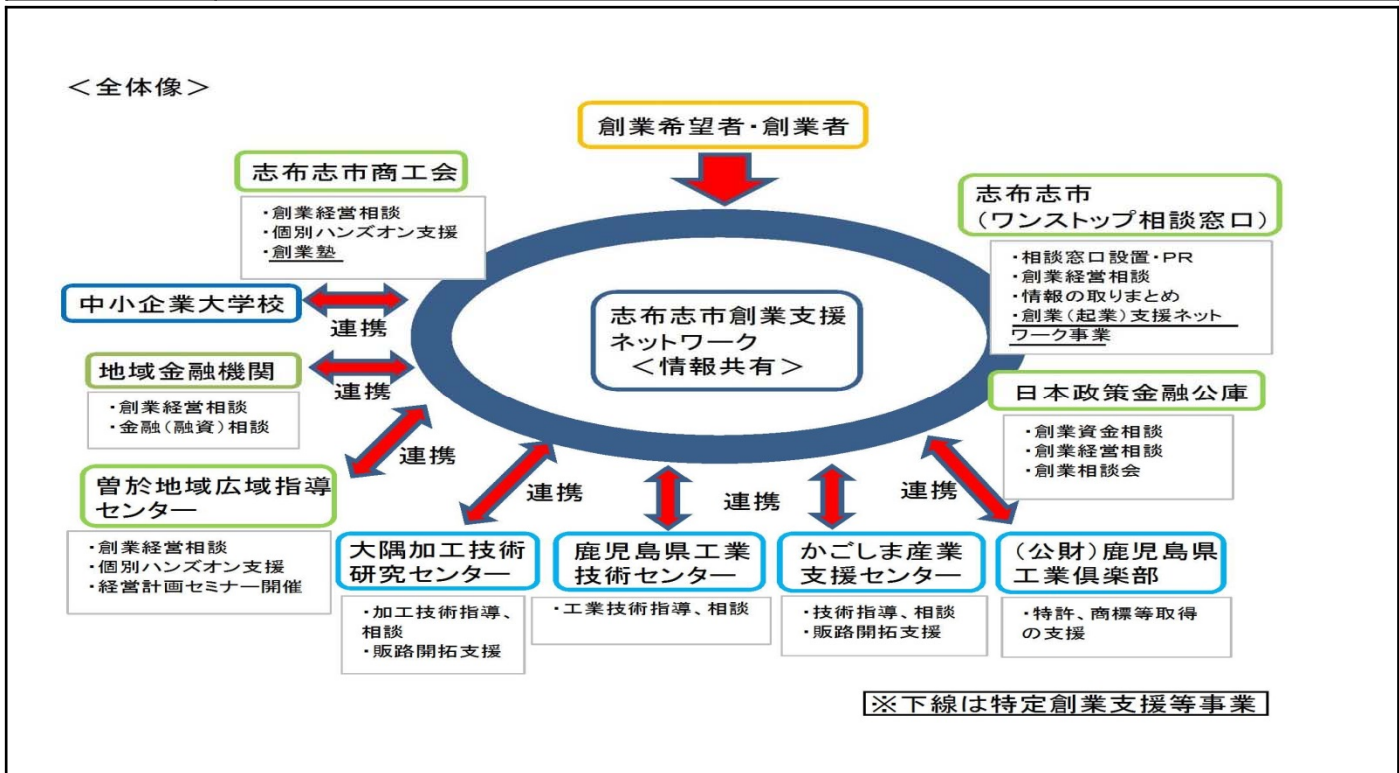 ＜全体像＞
創業希望者・創業者
志布志市商工会
・創業経営相談
・個別ハンズオン支援
・創業塾
志布志市
（ワンストップ相談窓口）
・相談窓口設置・PR
・創業経営相談
・情報の取りまとめ
・創業（起業）支援ネット
ワーク事業
中小企業大学校
連携
志布志市創業支援
ネットワーク
＜情報共有＞
地域金融機関
・創業経営相談
・金融（融資）相談
連携
日本政策金融公庫
・創業資金相談
・創業経営相談
・創業相談会
曽於地域広域指導
センター
・創業経営相談
・個別ハンズオン支援
・経営計画セミナー開催
連携
連携
連携
連携
大隅加工技術
研究センター
・加工技術指導、
相談
・販路開拓支援
鹿児島県工業
技術センター
・工業技術指導、相談
かごしま産業
支援センター
・技術指導、相談
・販路開拓支援
（公財）鹿児島県
工業倶楽部
・特許、商標等取得
の支援
※下線は特定創業支援等事業